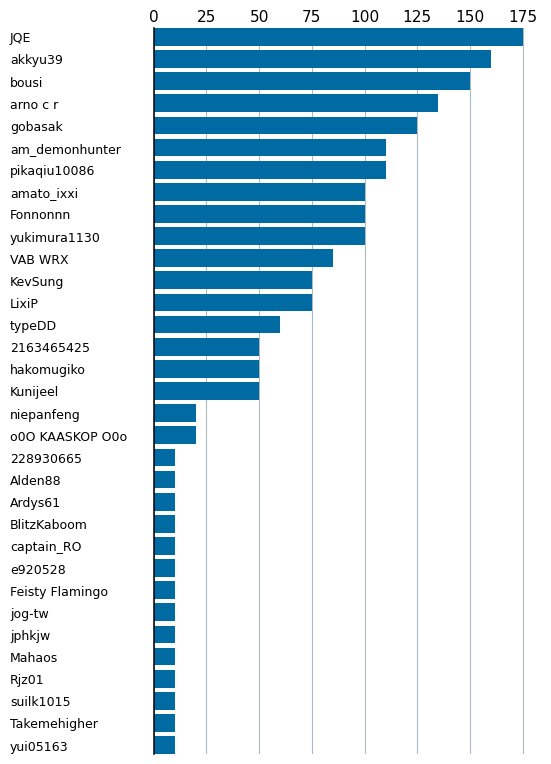 0 25 50 75 100 125 150 175
JQE
akkyu39
bousi
arno c r
gobasak
am_demonhunter
pikaqiu10086
amato_ixxi
Fonnonnn
yukimura1130
VAB WRX
KevSung
LixiP
typeDD
2163465425
hakomugiko
Kunijeel
niepanfeng
o0O KAASKOP O0o
228930665
Alden88
Ardys61
BlitzKaboom
captain_RO
e920528
Feisty Flamingo
jog-tw
jphkjw
Mahaos
Rjz01
suilk1015
Takemehigher
yui05163